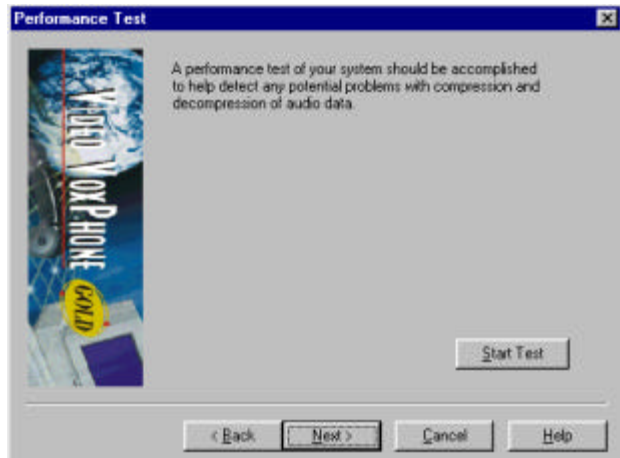 Performance Test
A performance test of your system should be accomplished
to help detect any potential problems with compression and
decompression of audio data.
VIDEO VOXPHONE
GOLD
Start Test
< Back
Next >
Cancel
Help